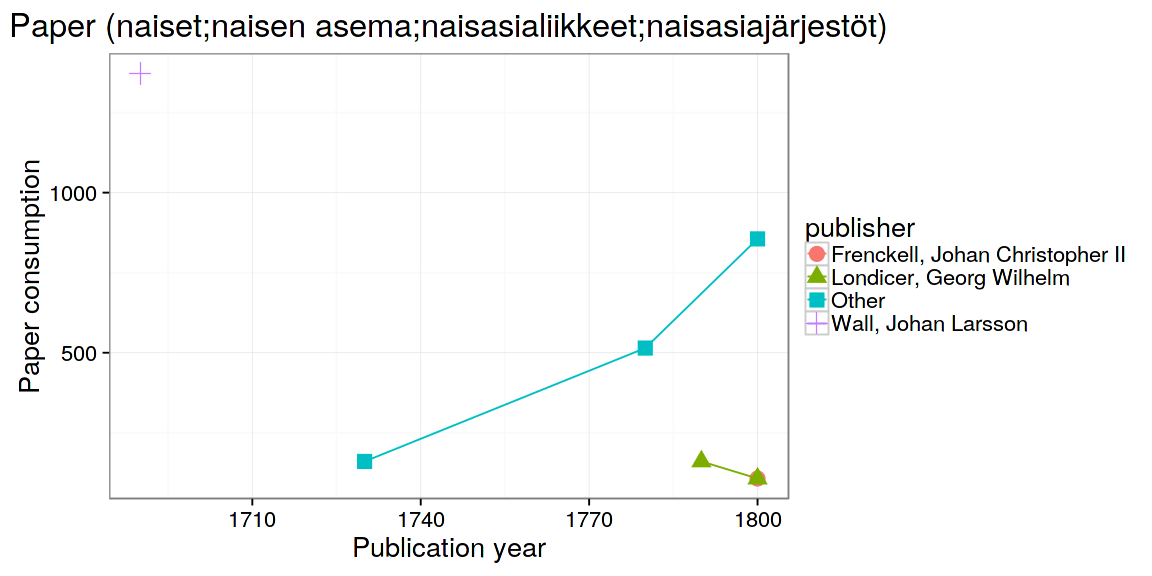 Paper (naiset;naisen asema;naisasialiikkeet;naisasiajärjestöt)
Paper consumption
1000
500
1710
1740
1770
1800
Publication year
publisher
Frenckell, Johan Christopher II
Londicer, Georg Wilhelm
Other
Wall, Johan Larsson